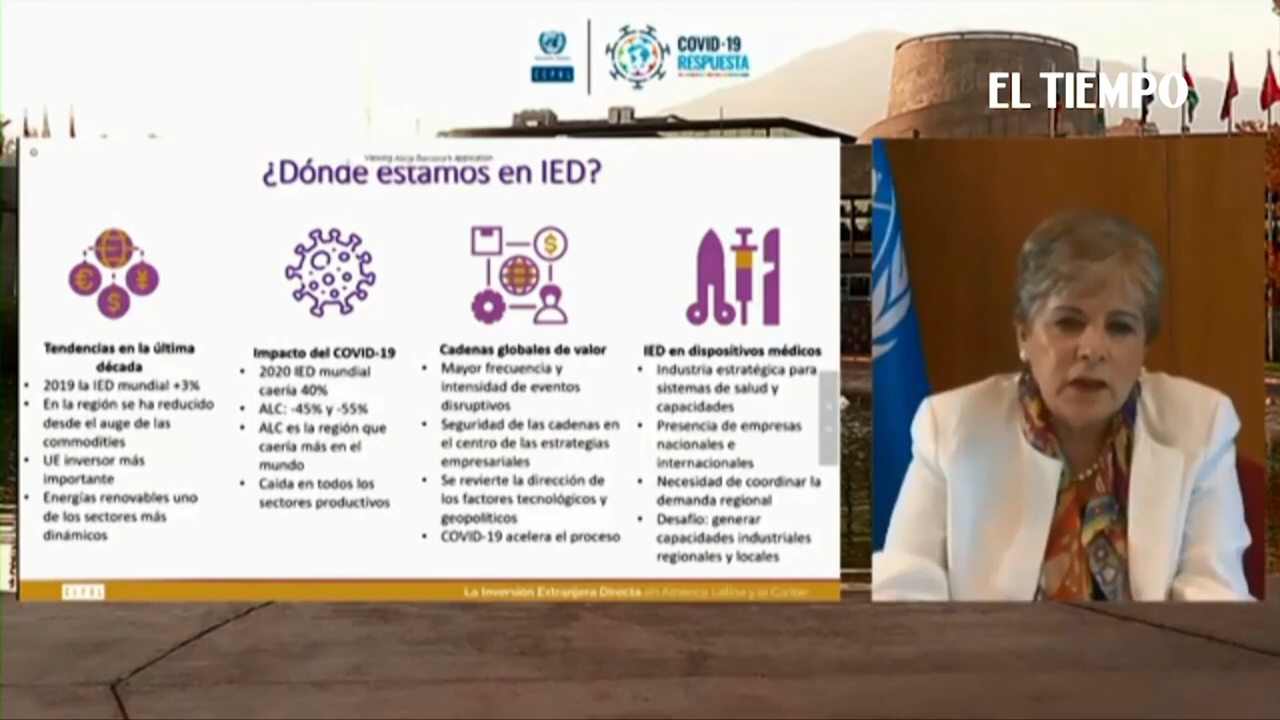 CEPAL
COVID-19
RESPUESTA
EL TIEMPO
Viewing Alicia Barcena's application
¿Dónde estamos en IED?
Tendencias en la última
década
• 2019 la IED mundial +3%
• En la región se ha reducido
desde el auge de las
commodities
• UE inversor más
importante
• Energías renovables uno
de los sectores más
dinámicos
Impacto del COVID-19
• 2020 IED mundial
caería 40%
• ALC: -45% y -55%
• ALC es la región que
caería más en el
mundo
• Caída en todos los
sectores productivos
Cadenas globales de valor
• Mayor frecuencia y
intensidad de eventos
disruptivos
• Seguridad de las cadenas en
el centro de las estrategias
empresariales
• Se revierte la dirección de
los factores tecnológicos y
geopolíticos
• COVID-19 acelera el proceso
IED en dispositivos médicos
• Industria estratégica para
sistemas de salud y
capacidades
• Presencia de empresas
nacionales e
internacionales
• Necesidad de coordinar la
demanda regional
• Desafío: generar
capacidades industriales
regionales y locales
CEPAL
La Inversión Extranjera Directa en América Latina y el Caribe